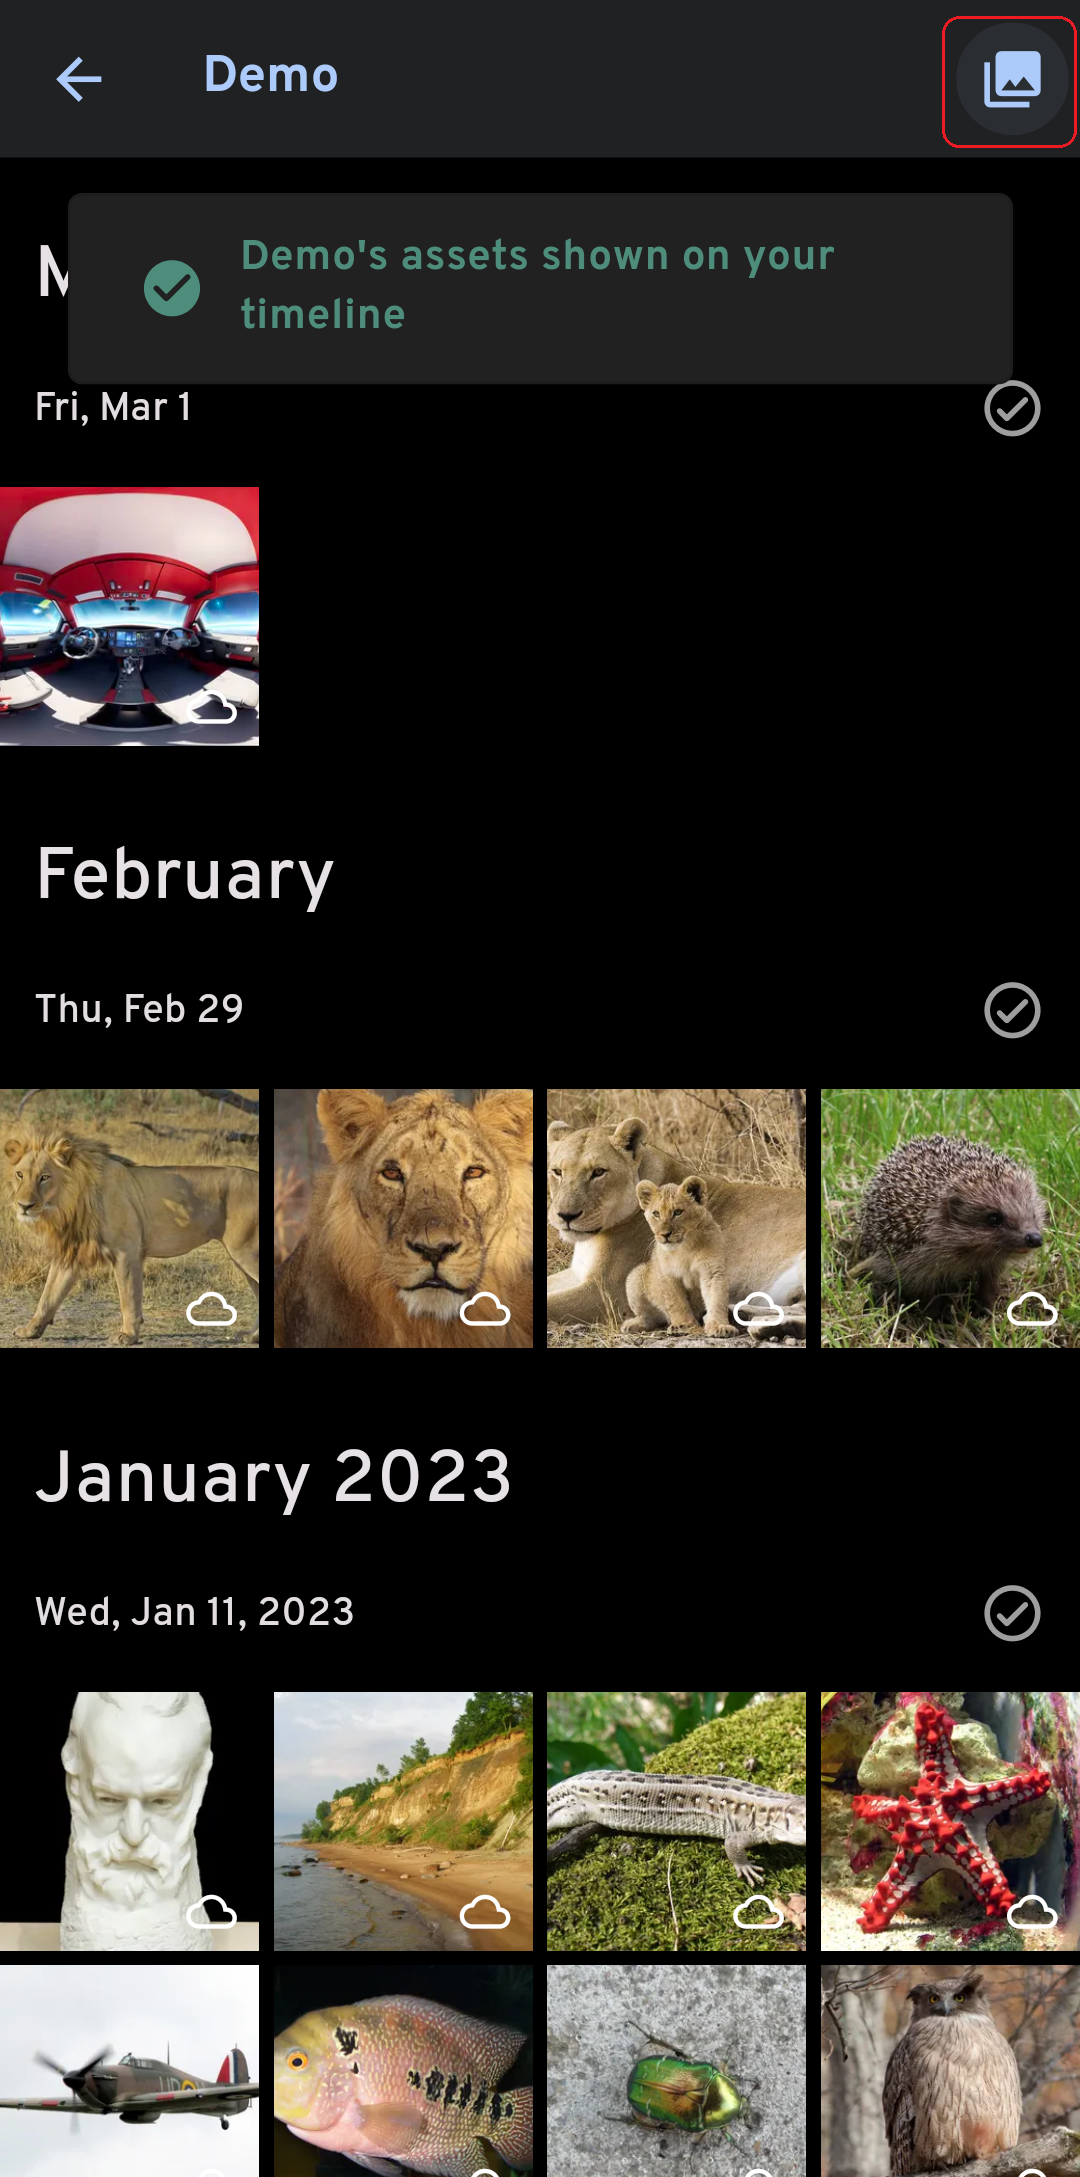 Demo
Demo's assets shown on your
timeline
Fri, Mar 1
February
Thu, Feb 29
January 2023
Wed, Jan 11, 2023